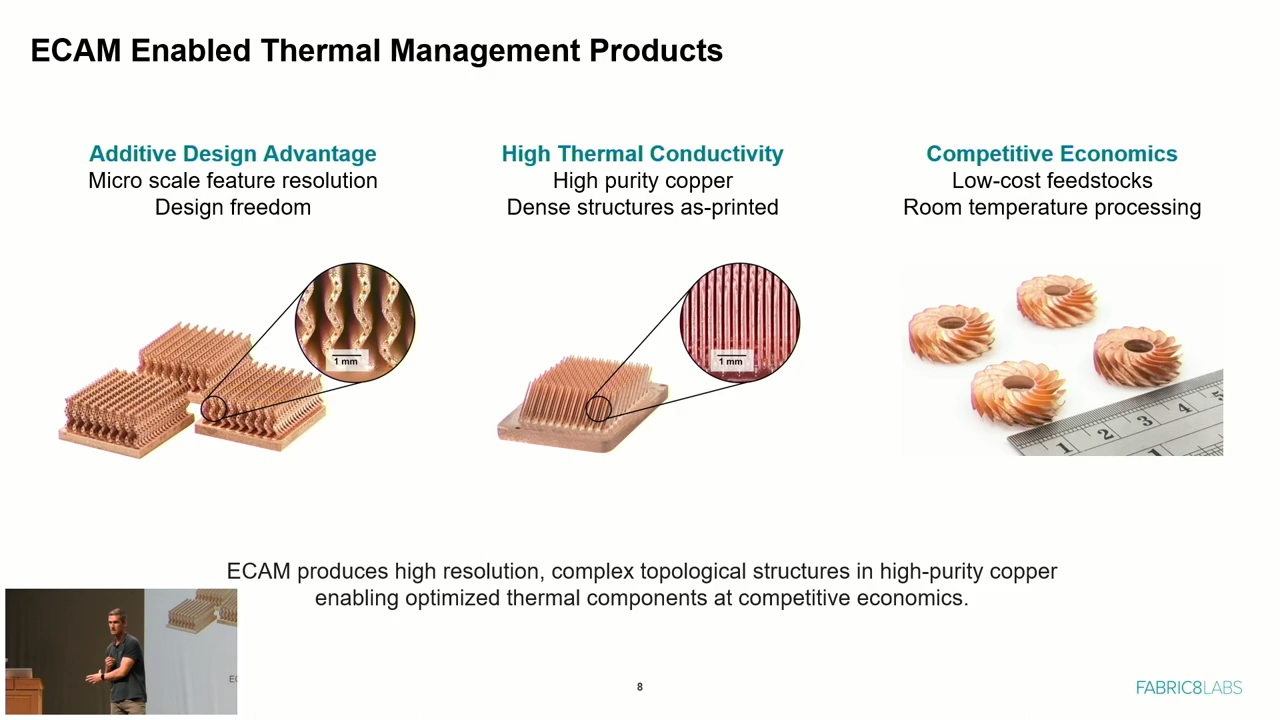 ECAM Enabled Thermal Management Products
Additive Design Advantage
Micro scale feature resolution
Design freedom
High Thermal Conductivity
High purity copper
Dense structures as-printed
Competitive Economics
Low-cost feedstocks
Room temperature processing
1 mm
1 mm
1 2 3 4 5
1
ECAM produces high resolution, complex topological structures in high-purity copper
enabling optimized thermal components at competitive economics.
8
FABRIC8LABS